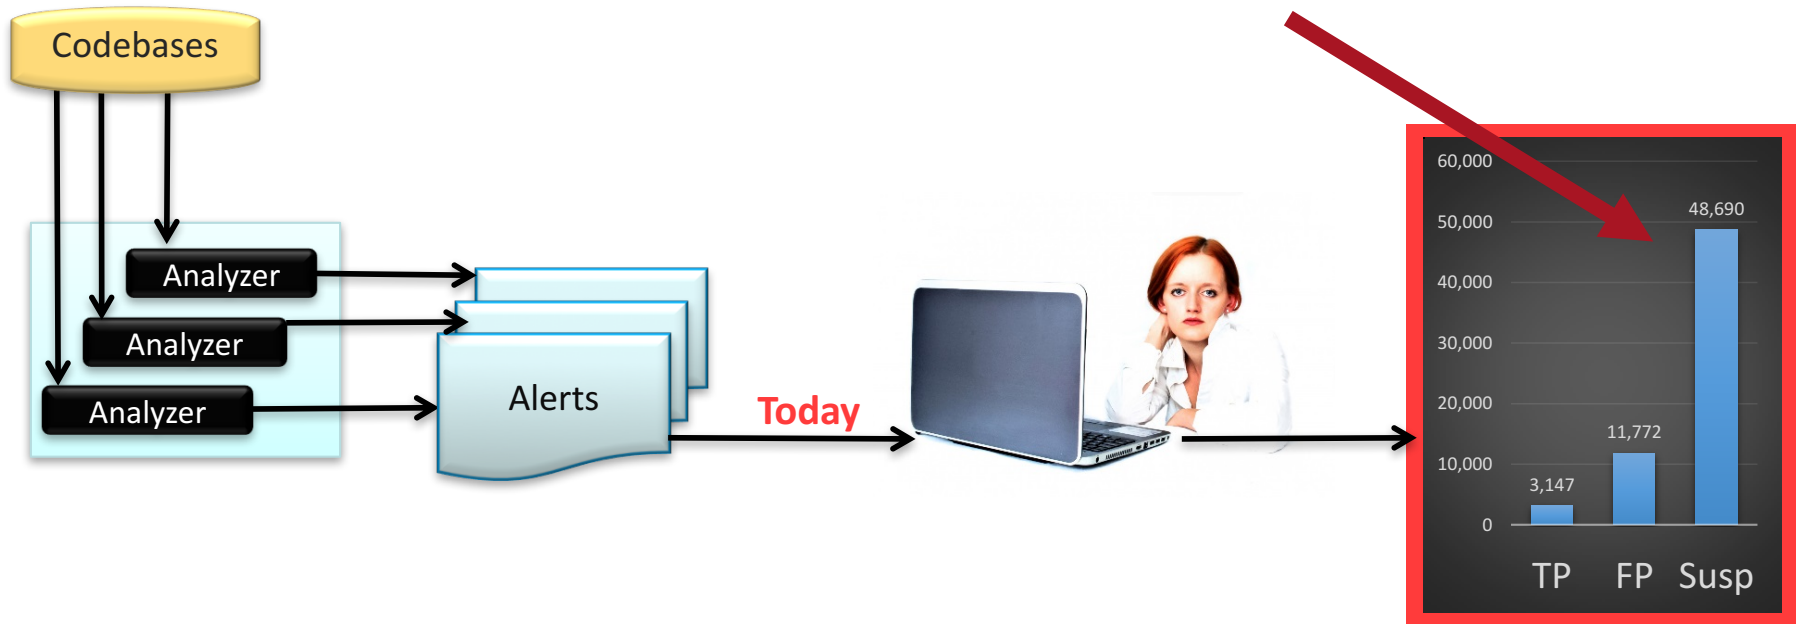 Codebases
Analyzer
Analyzer
Analyzer
Alerts
Today
60,000
50,000
40,000
30,000
20,000
10,000
0
3,147
11,772
48,690
TP FP Susp